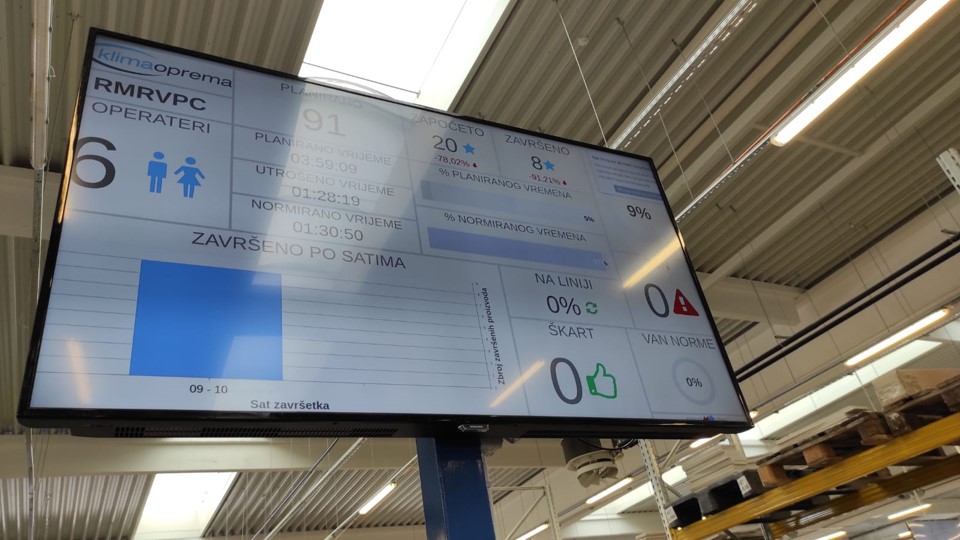 klimaoprema
RMRVPC
OPERATERI
6
PLANIRANO
91
PLANIRANO VRIJEME
03:59:09
UTROŠENO VRIJEME
01:28:19
NORMIRANO VRIJEME
01:30:50
ZAPOČETO
20
-78,02%
ZAVRŠENO
8
-91,21%
% PLANIRANOG VREMENA
9%
% NORMIRANOG VREMENA
9%
ZAVRŠENO PO SATIMA
09 - 10
Sat završetka
Zbroj završenih proizvoda
NA LINIJI
0%
0
ŠKART
0
VAN NORME
0%